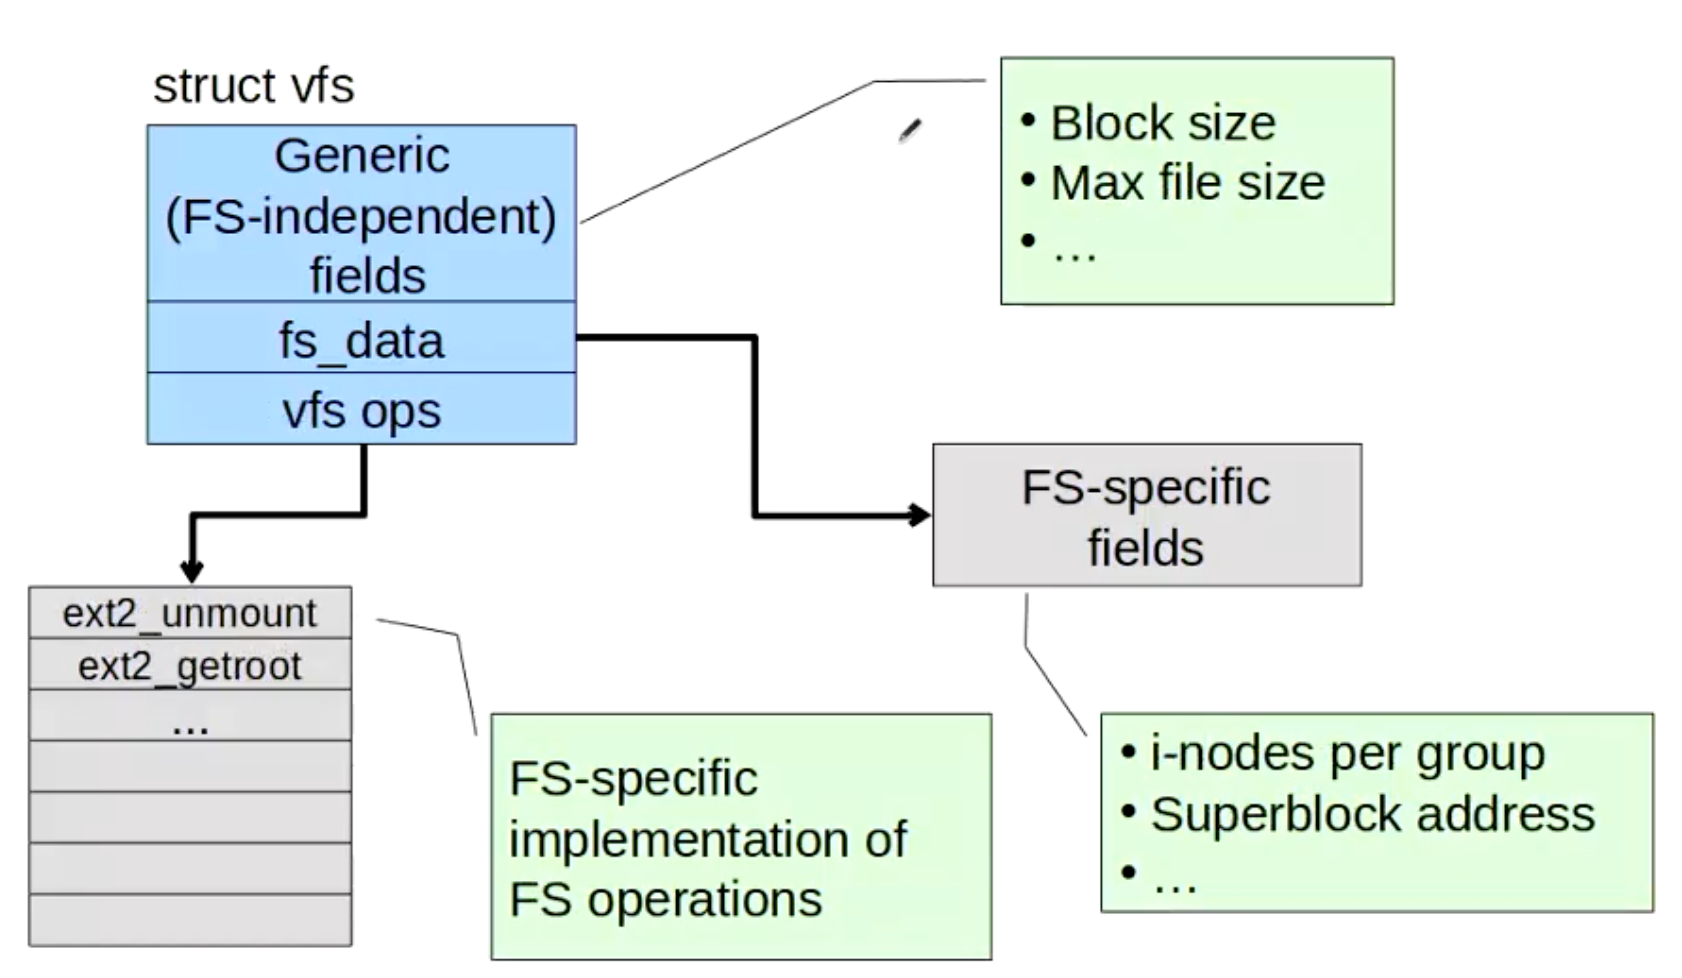 struct vfs
Generic
(FS-independent)
fields
fs_data
vfs ops
• Block size
• Max file size
• …
FS-specific
fields
ext2_unmount
ext2_getroot
...
FS-specific
implementation of
FS operations
• i-nodes per group
• Superblock address
• …